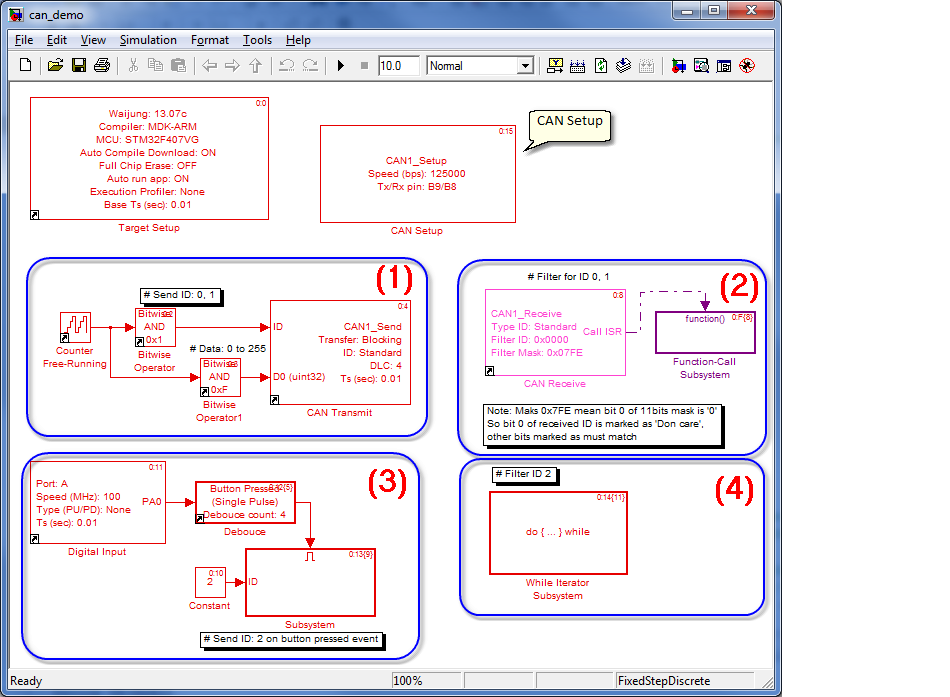 can_demo
File Edit View Simulation Format Tools Help
10.0 Normal
0:0
Waijung: 13.07c
Compiler: MDK-ARM
MCU: STM32F407VG
Auto Compile Download: ON
Full Chip Erase: OFF
Auto run app: ON
Execution Profiler: None
Base Ts (sec): 0.01
Target Setup
0:15
CAN1_Setup
Speed (bps): 125000
Tx/Rx pin: B9/B8
CAN Setup
CAN Setup
(1)
# Send ID: 0, 1
Counter
Free-Running
Bitwise
AND
0x1
Bitwise
Operator
# Data: 0 to 255
Bitwise
AND
0xF
Bitwise
Operator1
0:4
ID
D0 (uint32)
CAN1_Send
Transfer: Blocking
ID: Standard
DLC: 4
Ts (sec): 0.01
CAN Transmit
(2)
# Filter for ID 0, 1
0:8
CAN1_Receive
Type ID: Standard
Filter ID: 0x0000
Filter Mask: 0x07FE
Call ISR
CAN Receive
function() 0:F{8}
Function-Call
Subsystem
Note: Maks 0x7FE mean bit 0 of 11bits mask is '0'
So bit 0 of received ID is marked as 'Don care',
other bits marked as must match
(3)
0:11
Port: A
Speed (MHz): 100
Type (PU/PD): None
Ts (sec): 0.01
PA0
Digital Input
Button Pressed
(Single Pulse)
Debouce count: 4
Debouce
0:10
2
Constant
0:13{9}
ID
Subsystem
# Send ID: 2 on button pressed event
(4)
# Filter ID 2
0:14{11}
do { ... } while
While Iterator
Subsystem
Ready 100% FixedStepDiscrete